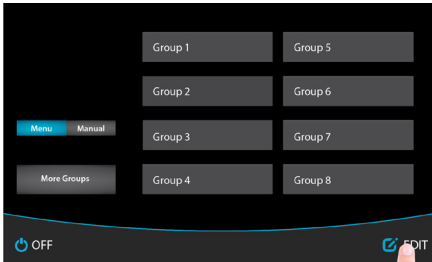 Group 1 Group 5
Group 2 Group 6
Menu Manual
Group 3 Group 7
More Groups
Group 4 Group 8
OFF
EDIT